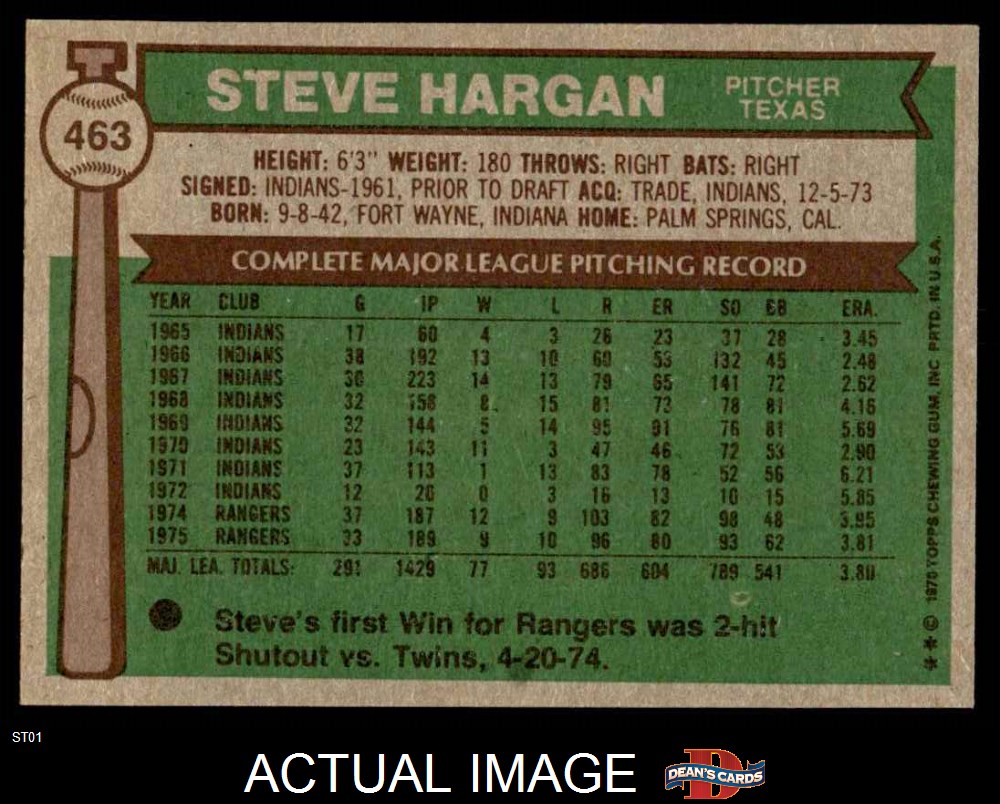 STEVE HARGAN
PITCHER
TEXAS
463
HEIGHT: 6'3" WEIGHT: 180 THROWS: RIGHT BATS: RIGHT
SIGNED: INDIANS-1961, PRIOR TO DRAFT ACQ: TRADE, INDIANS, 12-5-73
BORN: 9-8-42, FORT WAYNE, INDIANA HOME: PALM SPRINGS, CAL.
COMPLETE MAJOR LEAGUE PITCHING RECORD
YEAR CLUB G IP W L R ER SO BB ERA.
1965 INDIANS 17 60 4 3 26 23 37 28 3.45
1966 INDIANS 38 192 13 10 60 53 132 45 2.48
1967 INDIANS 30 223 14 13 79 65 141 72 2.62
1968 INDIANS 32 158 8 15 81 73 78 81 4.15
1969 INDIANS 32 144 5 14 95 91 76 81 5.69
1970 INDIANS 23 143 11 3 47 46 72 53 2.90
1971 INDIANS 37 113 1 13 83 78 52 56 6.21
1972 INDIANS 12 20 0 3 16 13 10 15 5.85
1974 RANGERS 37 187 12 9 103 82 98 48 3.95
1975 RANGERS 33 189 9 10 96 80 93 62 3.81
MAJ. LEA. TOTALS: 291 1429 77 93 686 604 789 541 3.80
Steve's first Win for Rangers was 2-hit
Shutout vs. Twins, 4-20-74.
** © 1976 TOPPS CHEWING GUM, INC. PRTD. IN U.S.A.
ST01
ACTUAL IMAGE
DEAN'S CARDS